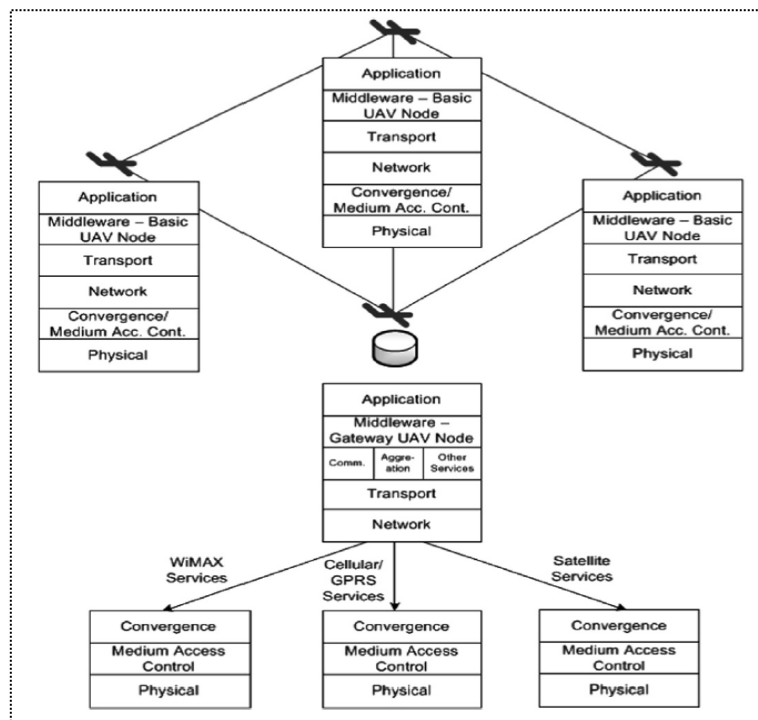 Application
Middleware – Basic
UAV Node
Transport
Network
Convergence/
Medium Acc. Cont.
Physical
Application
Middleware – Basic
UAV Node
Transport
Network
Convergence/
Medium Acc. Cont.
Physical
Application
Middleware – Basic
UAV Node
Transport
Network
Convergence/
Medium Acc. Cont.
Physical
Application
Middleware –
Gateway UAV Node
Comm.
Aggre-
ation
Other
Services
Transport
Network
WiMAX
Services
Cellular/
GPRS
Services
Satellite
Services
Convergence
Medium Access
Control
Physical
Convergence
Medium Access
Control
Physical
Convergence
Medium Access
Control
Physical